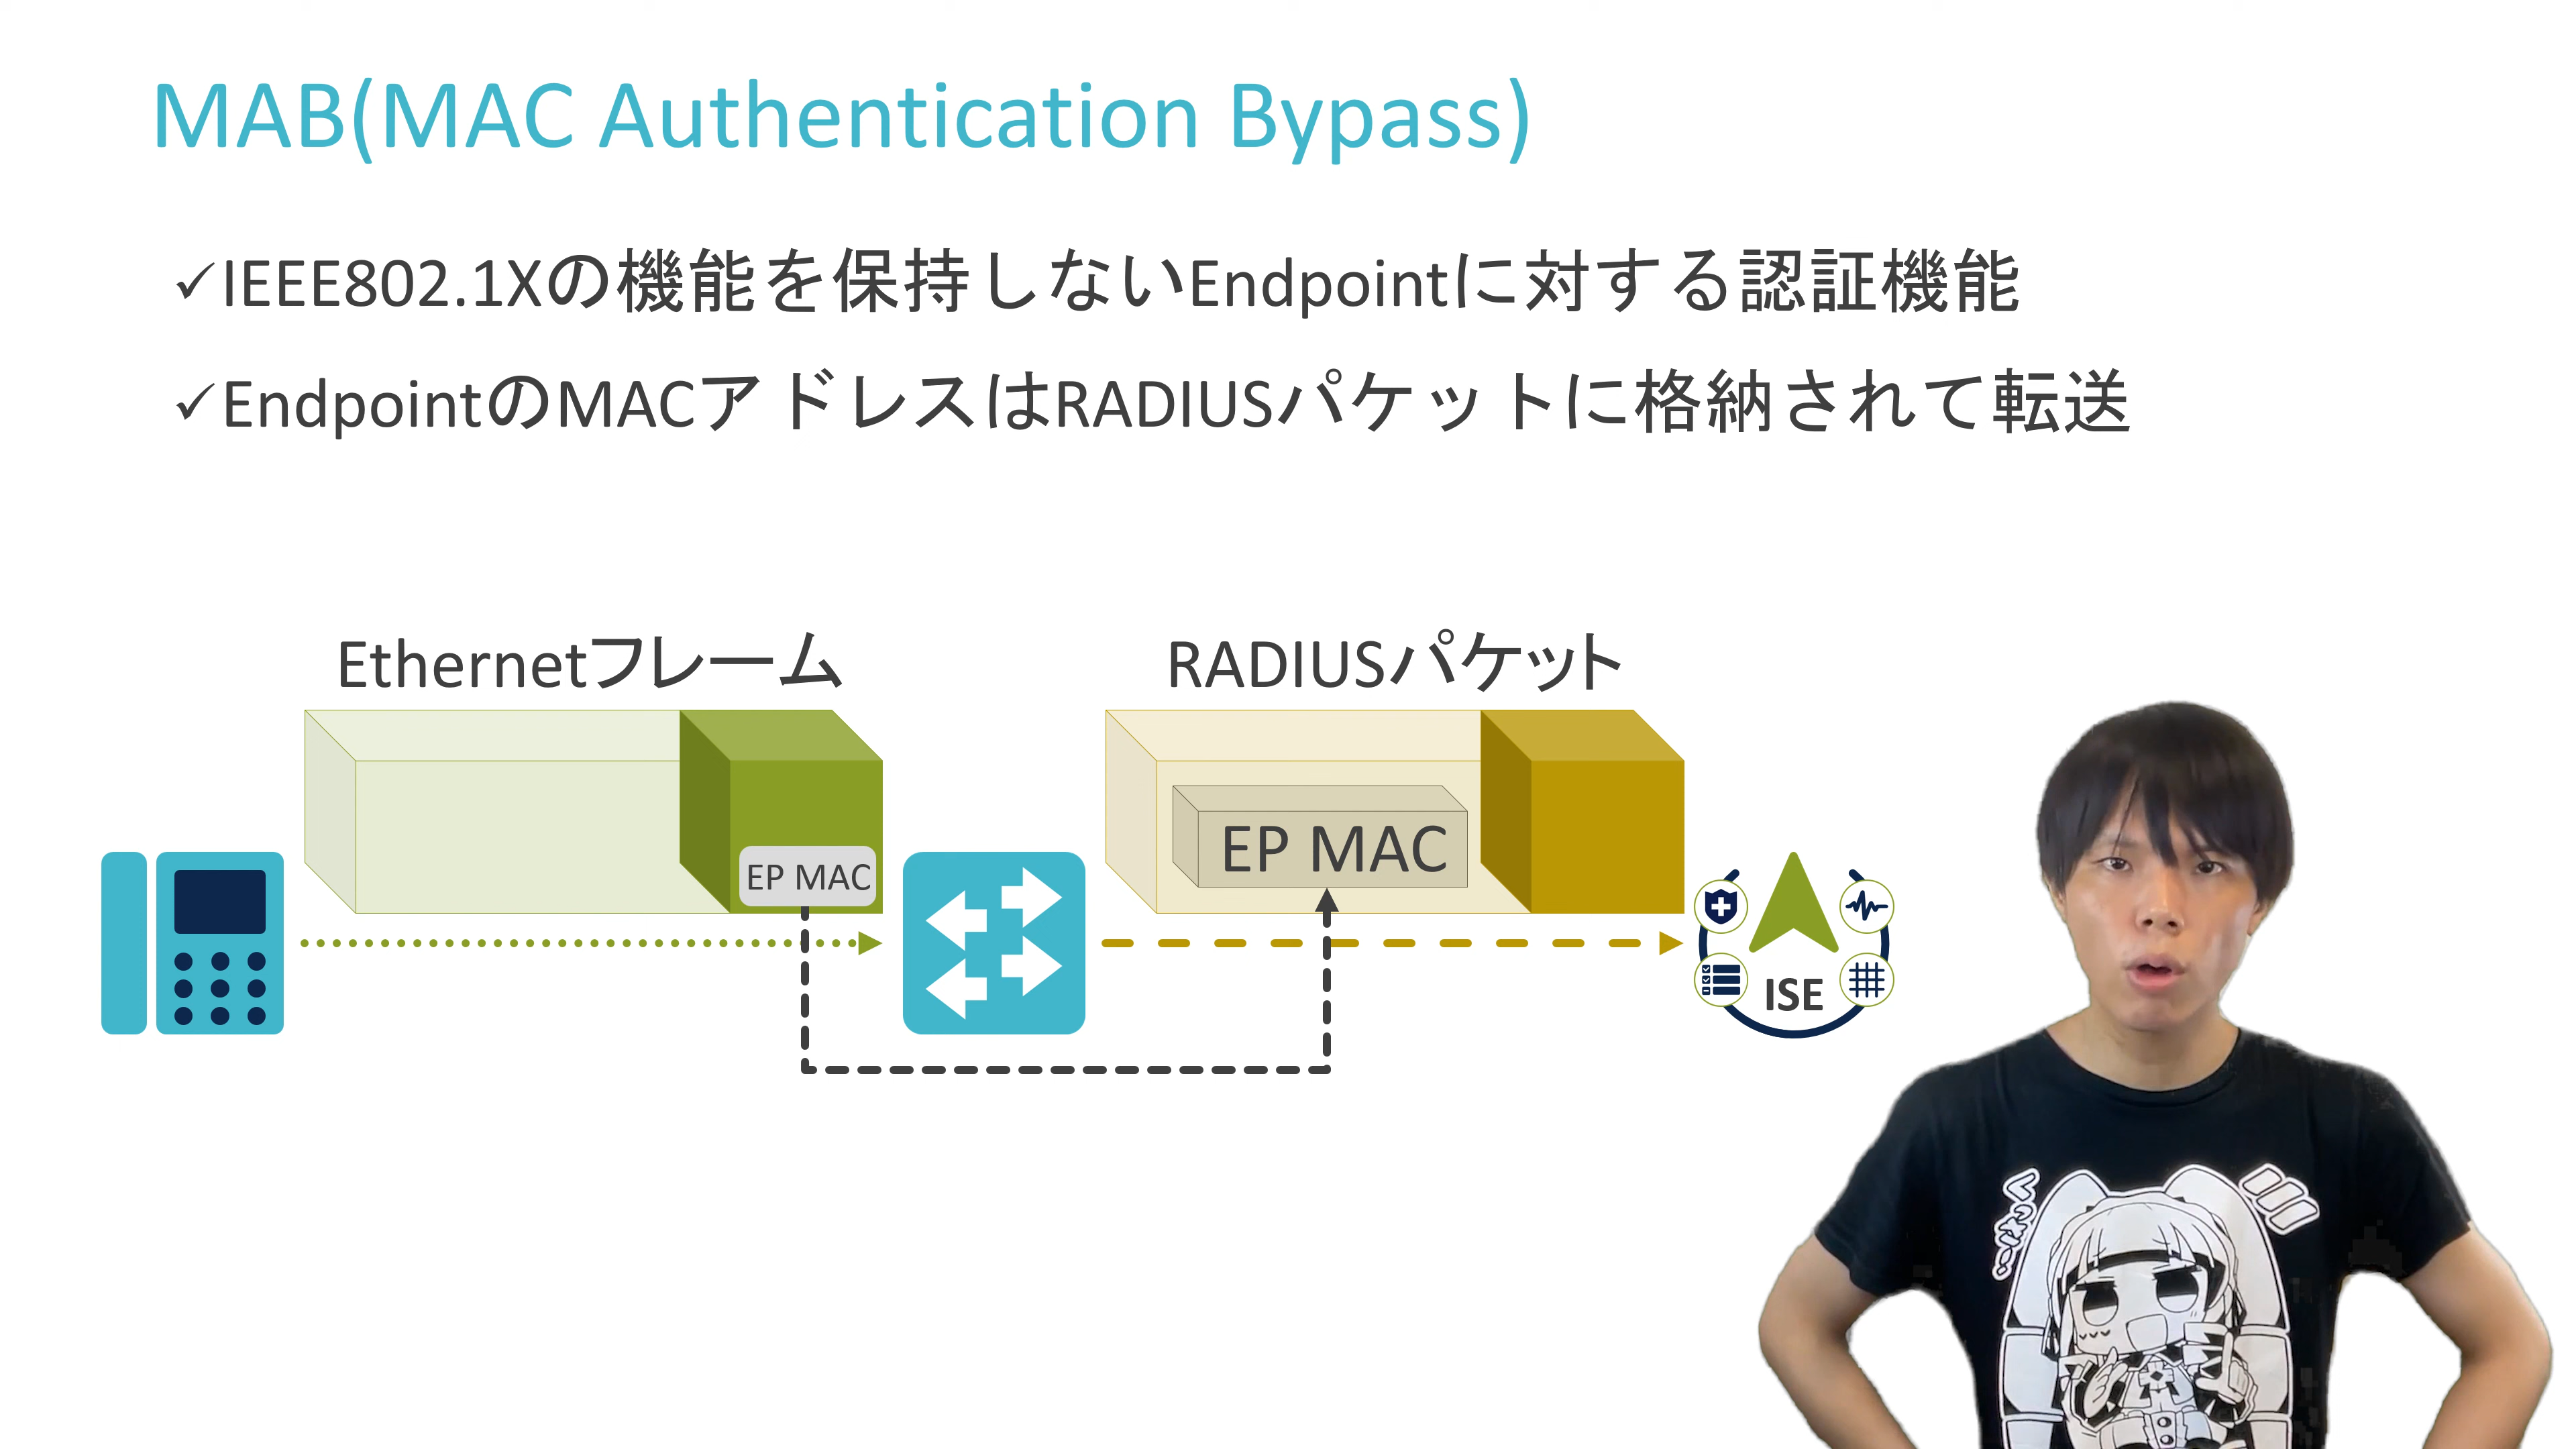 MAB(MAC Authentication Bypass)
✓IEEE802.1Xの機能を保持しないEndpointに対する認証機能
✓EndpointのMACアドレスはRADIUSパケットに格納されて転送
Ethernetフレーム
RADIUSパケット
EP MAC
EP MAC
ISE